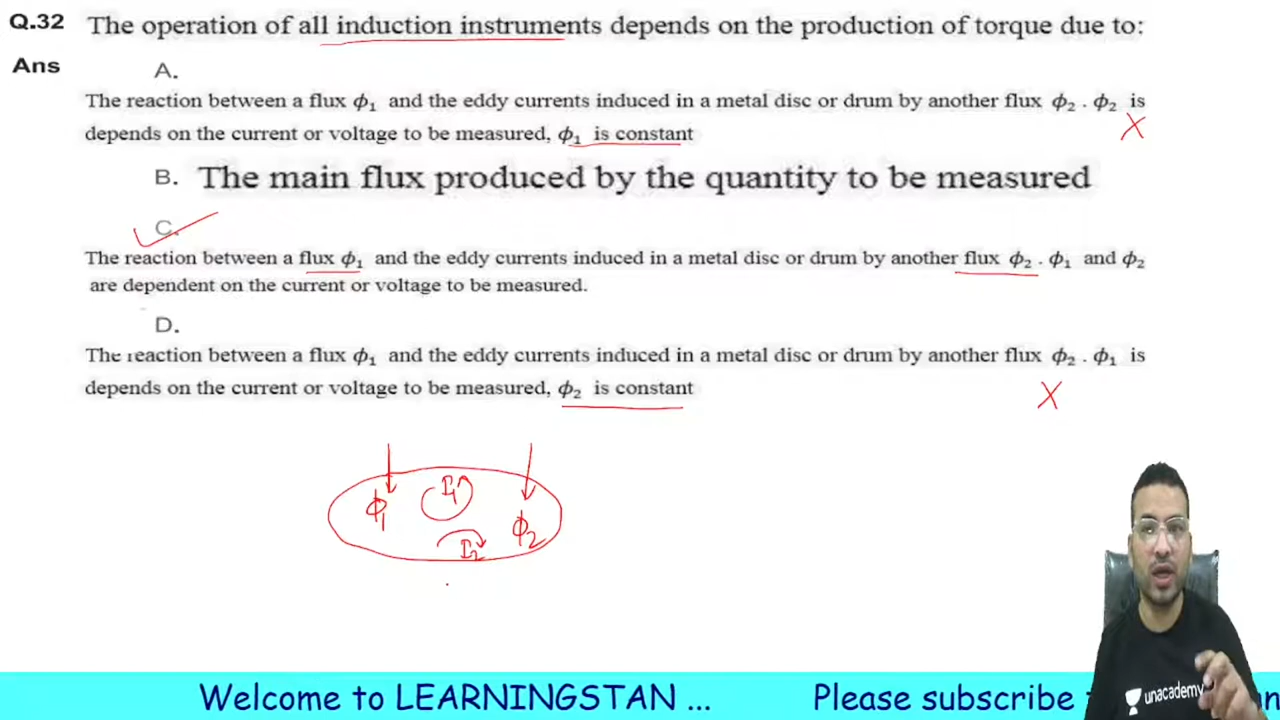 Q.32 The operation of all induction instruments depends on the production of torque due to:
Ans A.
The reaction between a flux ϕ₁ and the eddy currents induced in a metal disc or drum by another flux ϕ₂ . ϕ₂ is
depends on the current or voltage to be measured, ϕ₁ is constant
B. The main flux produced by the quantity to be measured
C.
The reaction between a flux ϕ₁ and the eddy currents induced in a metal disc or drum by another flux ϕ₂ . ϕ₁ and ϕ₂
are dependent on the current or voltage to be measured.
D.
The reaction between a flux ϕ₁ and the eddy currents induced in a metal disc or drum by another flux ϕ₂ . ϕ₁ is
depends on the current or voltage to be measured, ϕ₂ is constant
ϕ₁ I₁ ϕ₂
I₂
unacademy
Welcome to LEARNINGSTAN ... Please subscribe